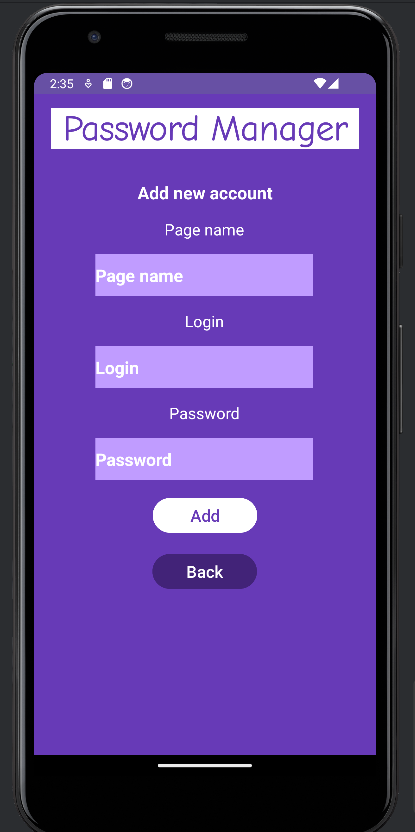 2:35
Password Manager
Add new account
Page name
Page name
Login
Login
Password
Password
Add
Back